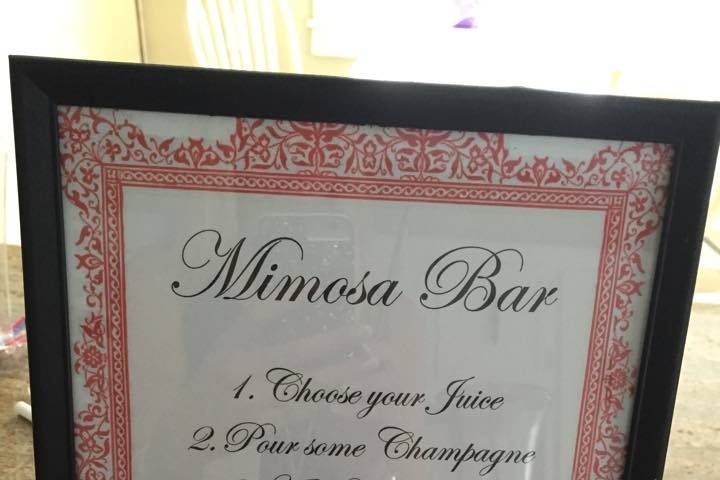 Mimosa Bar
1. Choose your Juice
2. Pour some Champagne